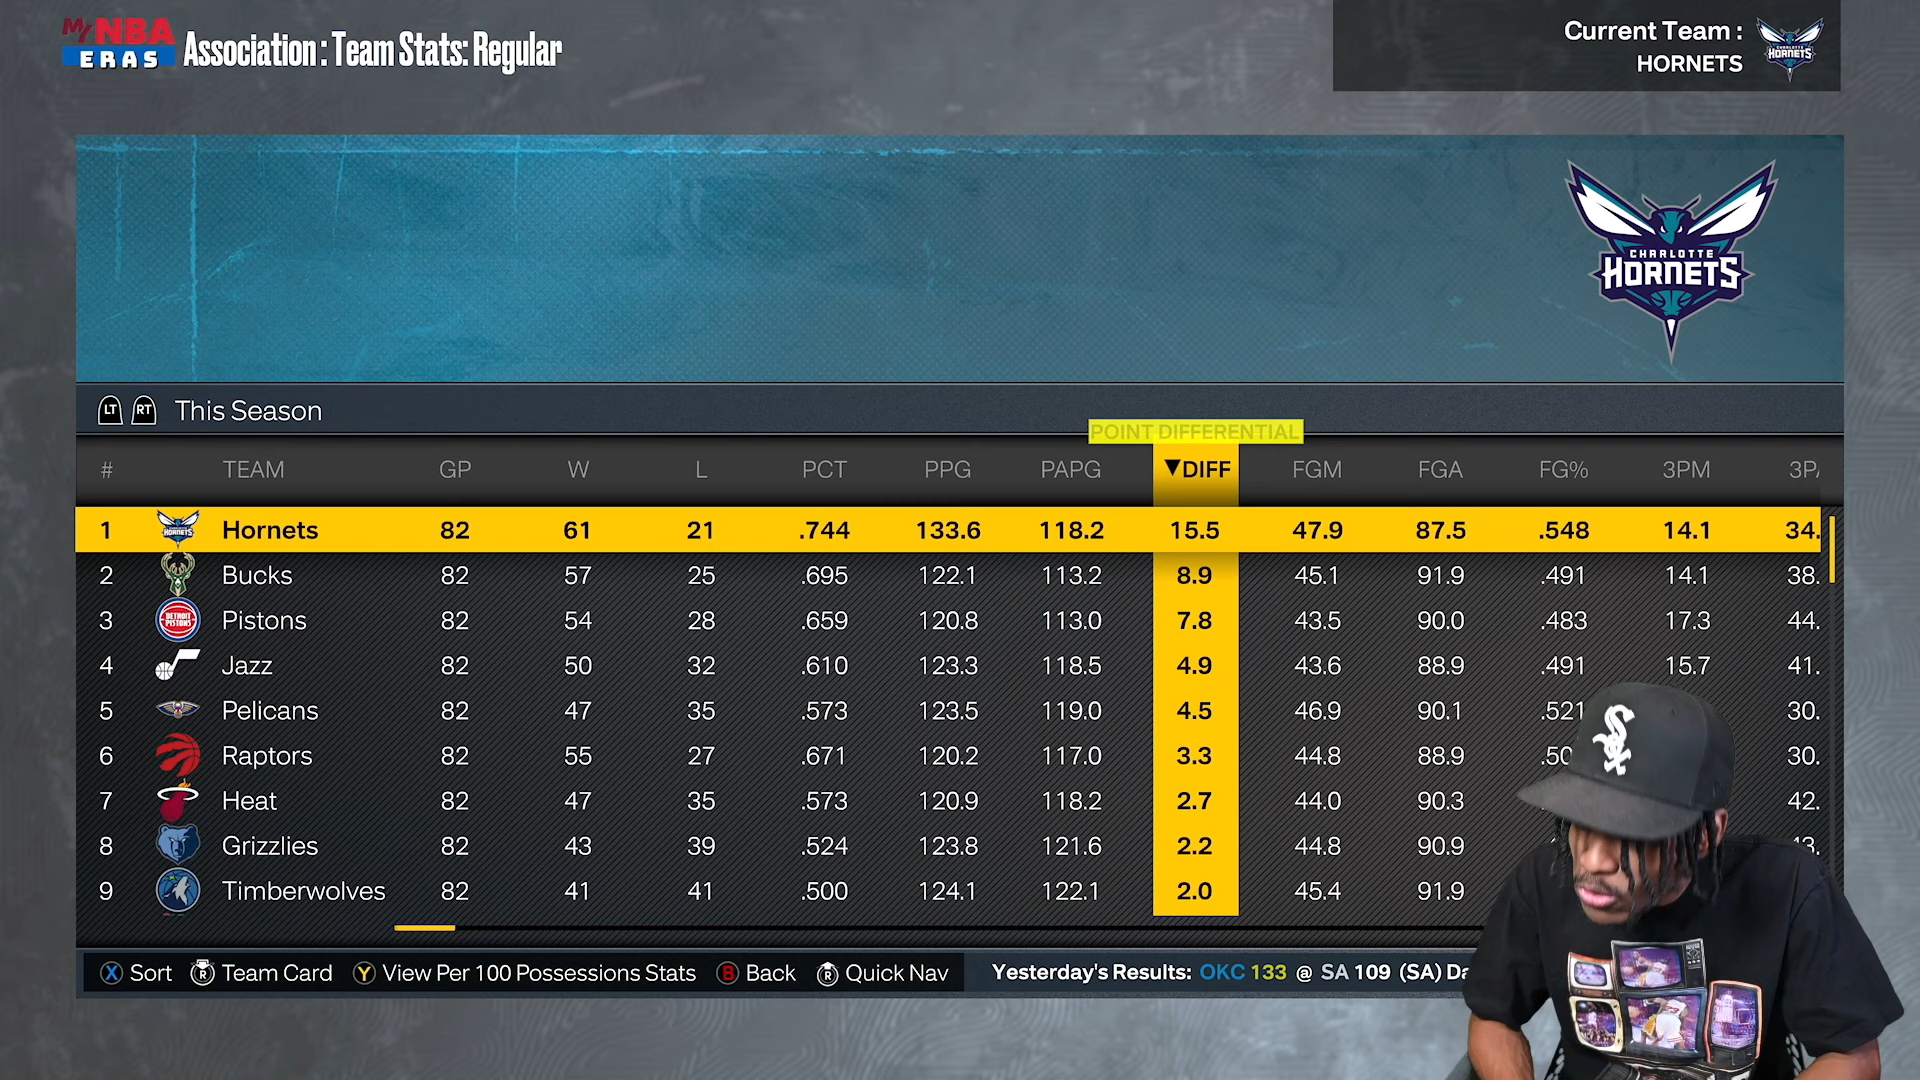 My NBA ERAS Association : Team Stats: Regular
Current Team :
HORNETS
CHARLOTTE
HORNETS
LT RT This Season
POINT DIFFERENTIAL
# TEAM GP W L PCT PPG PAPG ▼DIFF FGM FGA FG% 3PM 3P
1 Hornets 82 61 21 .744 133.6 118.2 15.5 47.9 87.5 .548 14.1 34.
2 Bucks 82 57 25 .695 122.1 113.2 8.9 45.1 91.9 .491 14.1 38.
3 Pistons 82 54 28 .659 120.8 113.0 7.8 43.5 90.0 .483 17.3 44.
4 Jazz 82 50 32 .610 123.3 118.5 4.9 43.6 88.9 .491 15.7 41.
5 Pelicans 82 47 35 .573 123.5 119.0 4.5 46.9 90.1 .521 30.
6 Raptors 82 55 27 .671 120.2 117.0 3.3 44.8 88.9 .50 30.
7 Heat 82 47 35 .573 120.9 118.2 2.7 44.0 90.3 42.
8 Grizzlies 82 43 39 .524 123.8 121.6 2.2 44.8 90.9 3.
9 Timberwolves 82 41 41 .500 124.1 122.1 2.0 45.4 91.9
X Sort R Team Card Y View Per 100 Possessions Stats B Back R Quick Nav Yesterday's Results: OKC 133 @ SA 109 (SA) Da